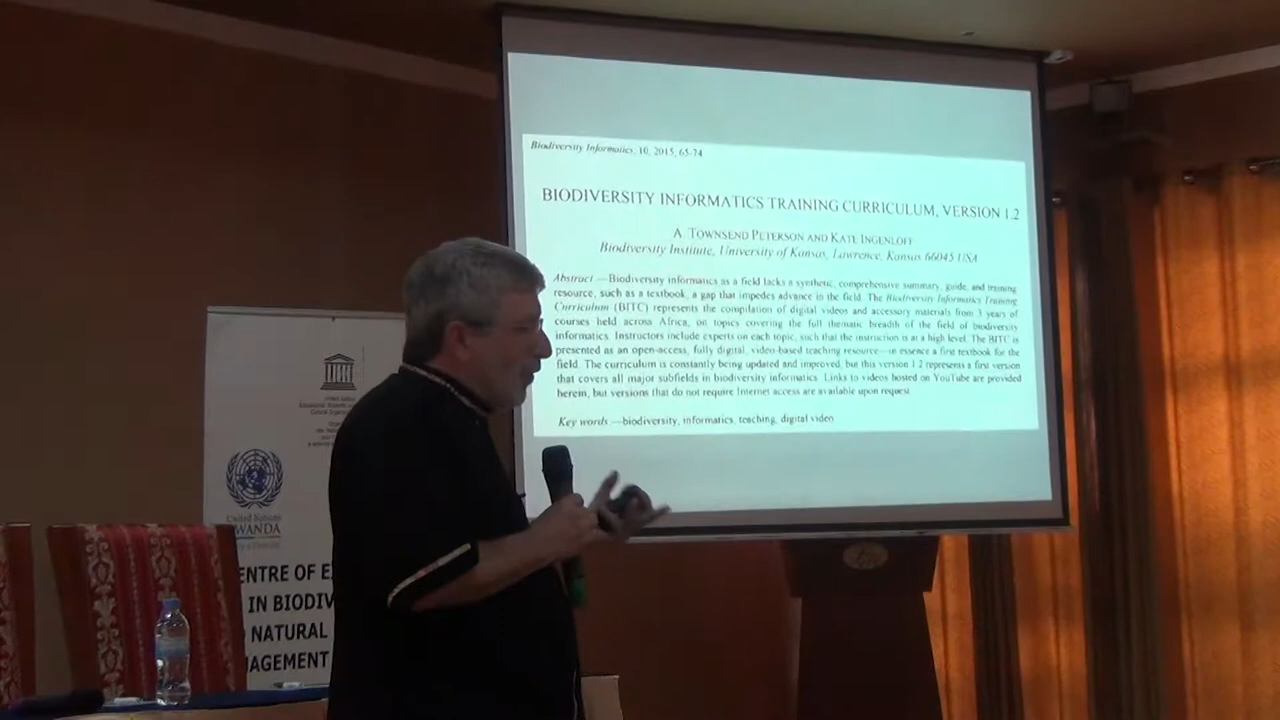 Biodiversity Informatics, 10, 2015, 65-74
BIODIVERSITY INFORMATICS TRAINING CURRICULUM, VERSION 1.2
A. TOWNSEND PETERSON AND KATE INGENLOFF
Biodiversity Institute, University of Kansas, Lawrence, Kansas 66045 USA
Abstract.—Biodiversity informatics as a field lacks a synthetic, comprehensive summary, guide, and training
resource, such as a textbook, a gap that impedes advance in the field. The Biodiversity Informatics Training
Curriculum (BITC) represents the compilation of digital videos and accessory materials from 3 years of
courses held across Africa, on topics covering the full thematic breadth of the field of biodiversity
informatics. Instructors include experts on each topic, such that the instruction is at a high level. The BITC is
presented as an open-access, fully digital, video-based teaching resource—in essence a first textbook for the
field. The curriculum is constantly being updated and improved, but this version 1.2 represents a first version
that covers all major subfields in biodiversity informatics. Links to videos hosted on YouTube are provided
herein, but versions that do not require Internet access are available upon request.
Key words.—biodiversity, informatics, teaching, digital video
United Nations
WANDA
ENTRE OF E
IN BIODIV
NATURAL
AGEMENT